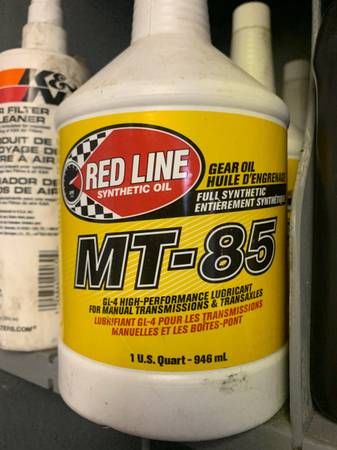 K&N
FILTER
CLEANER
RED LINE
SYNTHETIC OIL
GEAR OIL
HUILE D'ENGRENAGE
FULL SYNTHETIC
ENTIÈREMENT SYNTHÉTIQUE
MT-85
GL-4 HIGH-PERFORMANCE LUBRICANT
FOR MANUAL TRANSMISSIONS & TRANSAXLES
LUBRIFIANT GL-4 POUR LES TRANSMISSIONS
MANUELLES ET LES BOÎTES-PONT
1 U.S. Quart - 946 mL